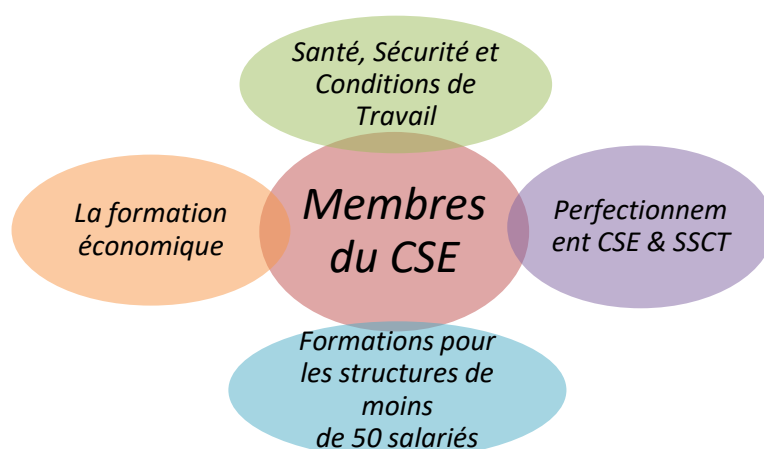 Santé, Sécurité et
Conditions de
Travail
La formation
économique
Membres
du CSE
Perfectionnem
ent CSE & SSCT
Formations pour
les structures de
moins
de 50 salariés